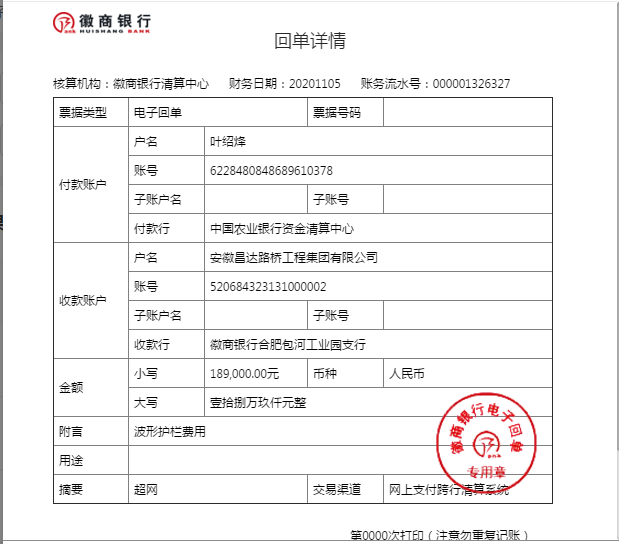 徽商银行
HUISHANG BANK
回单详情
核算机构：徽商银行清算中心 财务日期：20201105 账务流水号：000001326327
票据类型 电子回单 票据号码
付款账户
户名 叶绍烽
账号 6228480848689610378
子账户名 子账号
付款行 中国农业银行资金清算中心
收款账户
户名 安徽昌达路桥工程集团有限公司
账号 520684323131000002
子账户名 子账号
收款行 徽商银行合肥包河工业园支行
金额
小写 189,000.00元 币种 人民币
大写 壹拾捌万玖仟元整
附言 波形护栏费用
用途
摘要 超网 交易渠道 网上支付跨行清算系统
徽商银行电子回单
专用章
第0000次打印（注意勿重复记账）